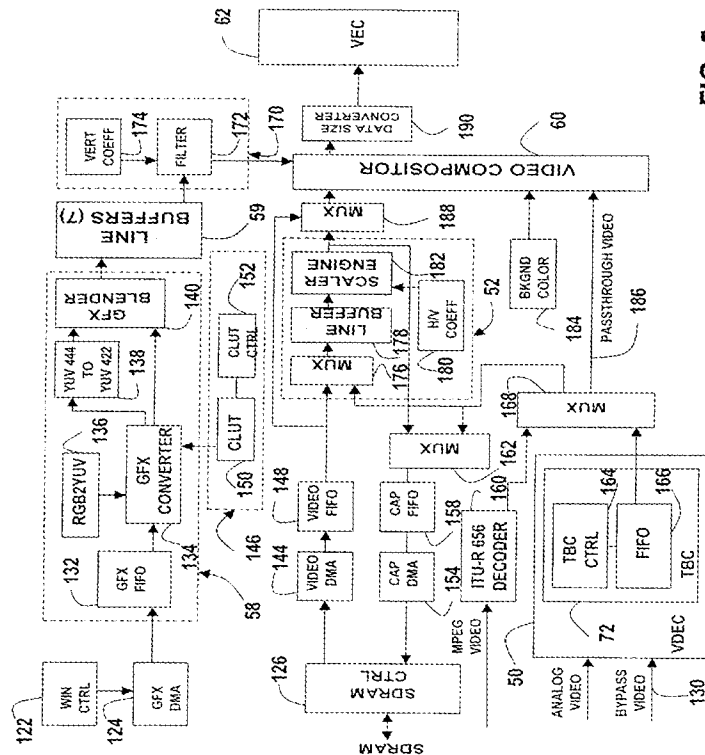 122
WIN CTRL
124
GFX DMA
132
GFX FIFO
RGB2YUV
136
GFX CONVERTER
134
YUV 444 TO YUV 422
138
GFX BLENDER
140
58
LINE BUFFERS (7)
59
VERT COEFF
174
FILTER
172
170
CLUT
150
CLUT CTRL
152
146
SDRAM
SDRAM CTRL
126
144
VIDEO DMA
148
VIDEO FIFO
MUX
176
LINE BUFFER
178
SCALER ENGINE
182
H/V COEFF
180
52
MUX
188
CAP DMA
154
CAP FIFO
158
MUX
162
MPEG VIDEO
ITU-R 656 DECODER
160
ANALOG VIDEO
BYPASS VIDEO
130
50
VDEC
72
TBC
TBC CTRL
164
FIFO
166
MUX
168
PASSTHROUGH VIDEO
186
BKGND COLOR
184
VIDEO COMPOSITOR
60
DATA SIZE CONVERTER
190
VEC
62